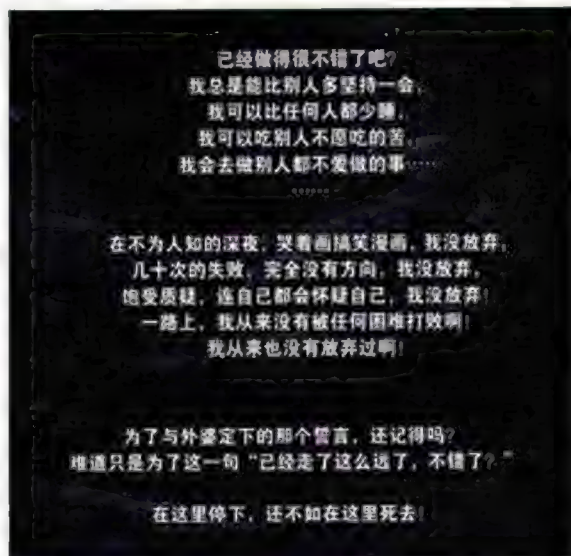 已经做得很不错了吧?
我总是能比别人多坚持一会,
我可以比任何人都少睡,
我可以吃别人不愿吃的苦,
我会去做别人都不爱做的事……
……
在不为人知的深夜，哭着画搞笑漫画，我没放弃,
几十次的失败，完全没有方向，我没放弃,
饱受质疑，连自己都会怀疑自己，我没放弃!
一路上，我从来没有被任何困难打败啊!
我从来也没有放弃过啊!
为了与外婆定下的那个誓言，还记得吗?
难道只是为了这一句“已经走了这么远了，不错了?”
在这里停下，还不如在这里死去!